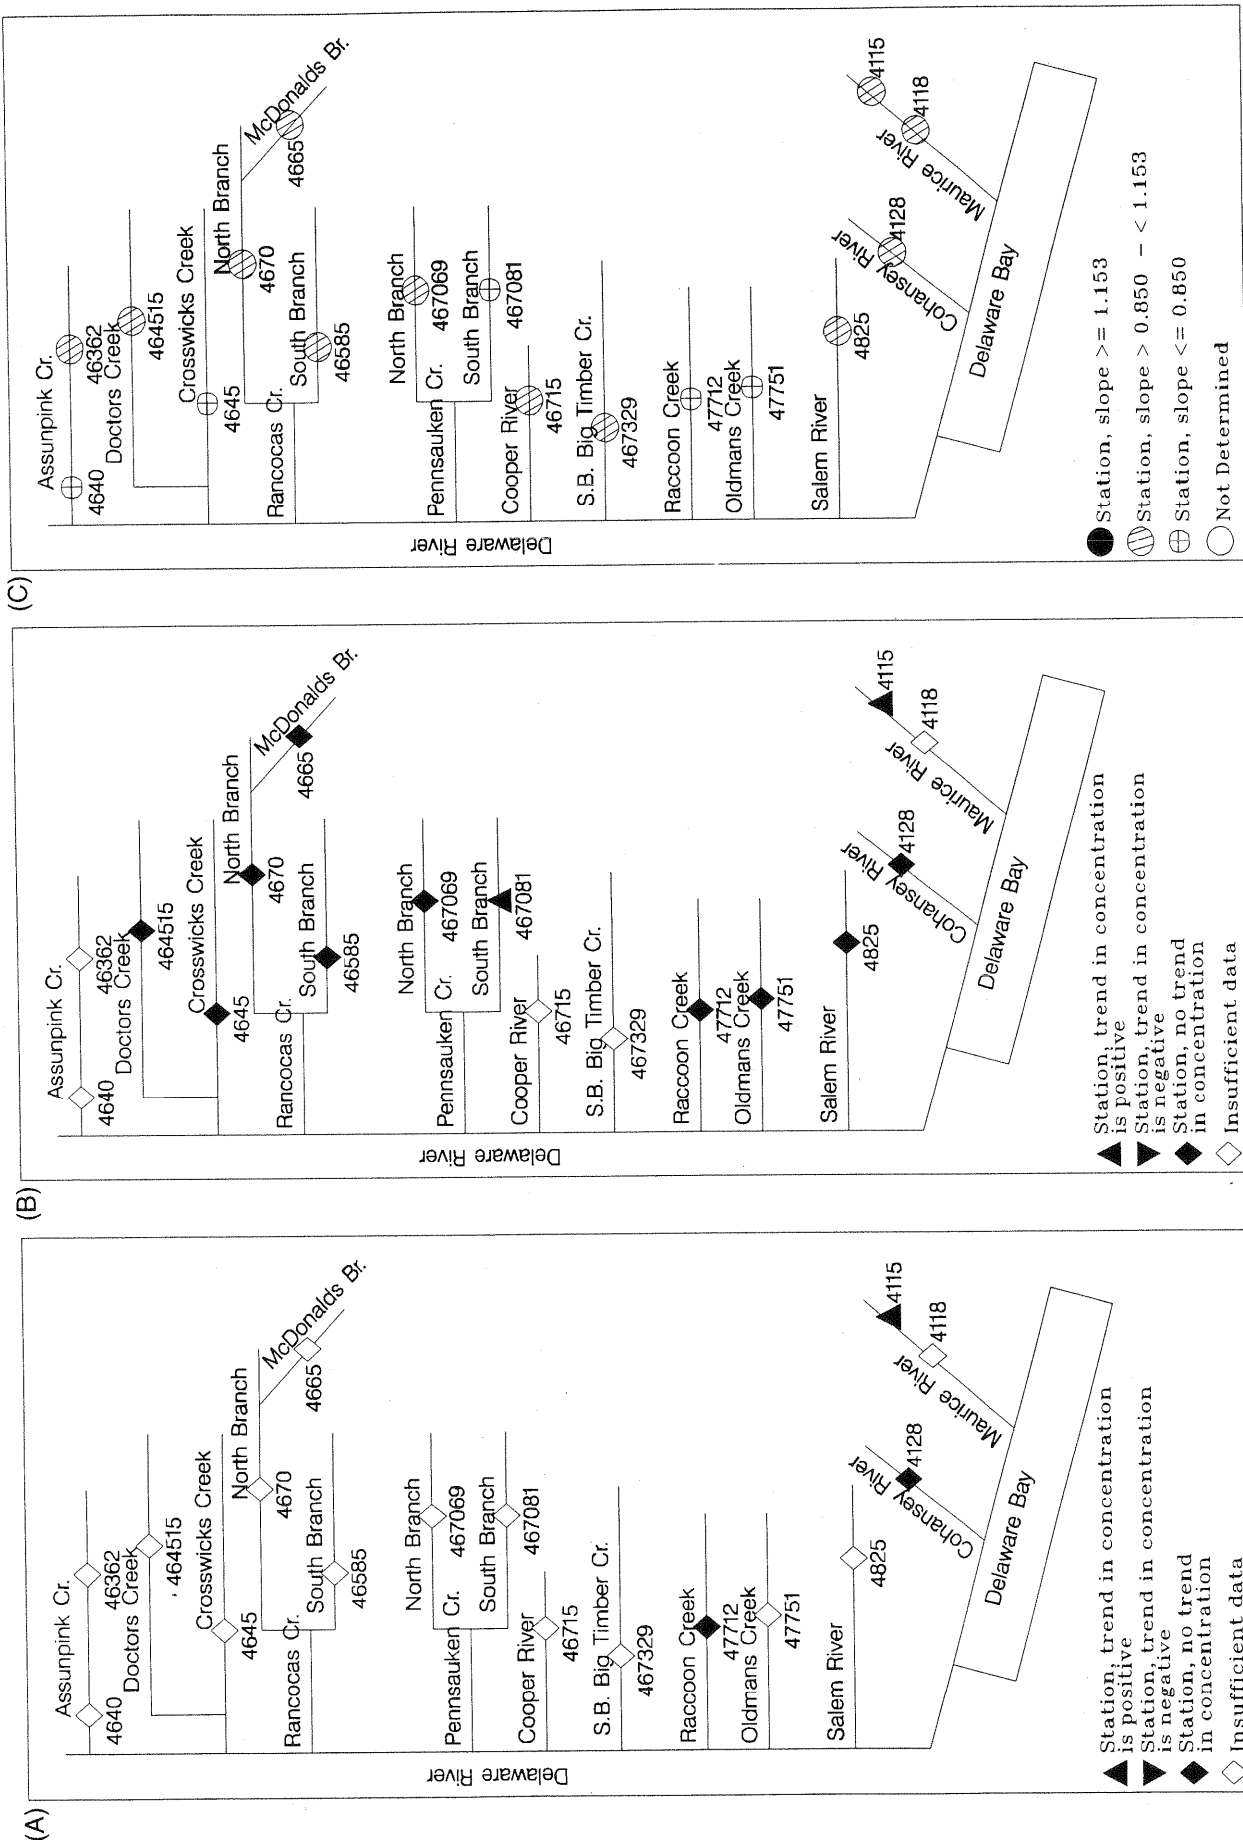 (A)
Assunpink Cr.
4640
46362
Doctors Creek
464515
Crosswicks Creek
4645
North Branch
McDonalds Br.
4670
4665
Rancocas Cr.
South Branch
46585
North Branch
467069
Pennsauken Cr.
South Branch
467081
Cooper River
46715
S.B. Big Timber Cr.
467329
Raccoon Creek
47712
Oldmans Creek
47751
Salem River
4825
Cohansey River
4128
Maurice River
4118
4115
Delaware River
Delaware Bay
Station, trend in concentration
is positive
Station, trend in concentration
is negative
Station, no trend
in concentration
Insufficient data
(B)
Assunpink Cr.
4640
46362
Doctors Creek
464515
Crosswicks Creek
4645
North Branch
McDonalds Br.
4670
4665
Rancocas Cr.
South Branch
46585
North Branch
467069
Pennsauken Cr.
South Branch
467081
Cooper River
46715
S.B. Big Timber Cr.
467329
Raccoon Creek
47712
Oldmans Creek
47751
Salem River
4825
Cohansey River
4128
Maurice River
4118
4115
Delaware River
Delaware Bay
Station, trend in concentration
is positive
Station, trend in concentration
is negative
Station, no trend
in concentration
Insufficient data
(C)
Assunpink Cr.
4640
46362
Doctors Creek
464515
Crosswicks Creek
4645
North Branch
McDonalds Br.
4670
4665
Rancocas Cr.
South Branch
46585
North Branch
467069
Pennsauken Cr.
South Branch
467081
Cooper River
46715
S.B. Big Timber Cr.
467329
Raccoon Creek
47712
Oldmans Creek
47751
Salem River
4825
Cohansey River
4128
Maurice River
4118
4115
Delaware River
Delaware Bay
Station, slope >= 1.153
Station, slope > 0.850 - < 1.153
Station, slope <= 0.850
Not Determined